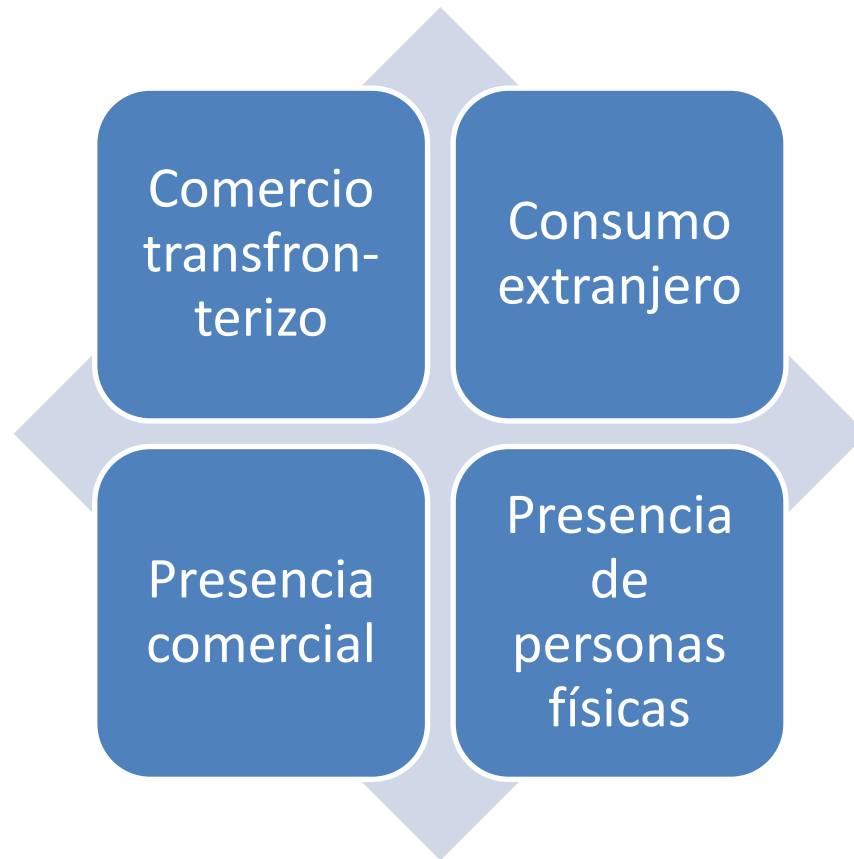 Comercio
transfron-
terizo
Consumo
extranjero
Presencia
comercial
Presencia
de
personas
físicas